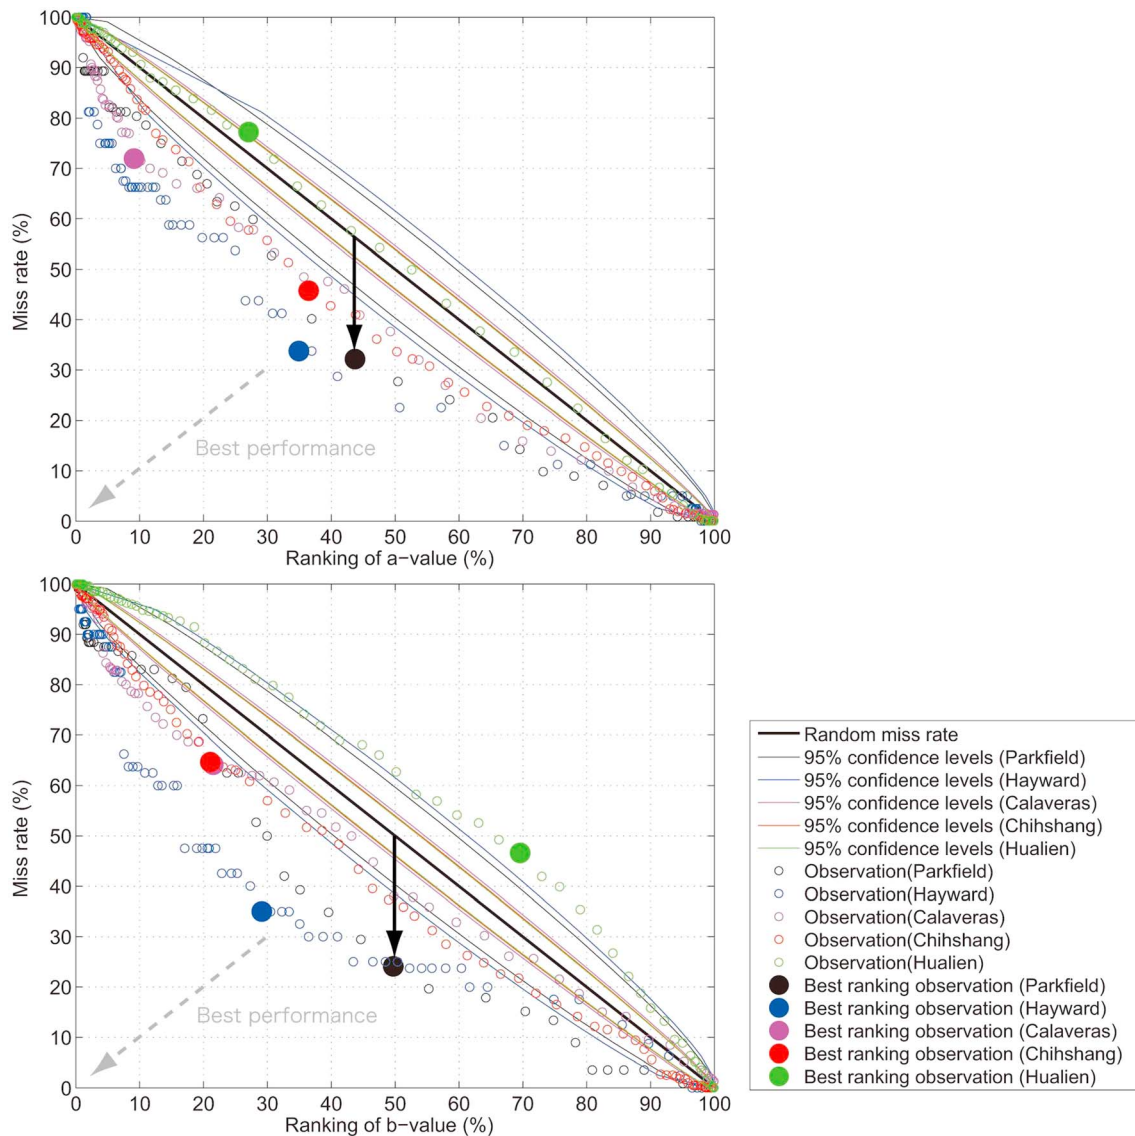 100
90
80
70
60
50
40
30
20
10
0
Miss rate (%)
Best performance
0 10 20 30 40 50 60 70 80 90 100
Ranking of a-value (%)
100
90
80
70
60
50
40
30
20
10
0
Miss rate (%)
Best performance
0 10 20 30 40 50 60 70 80 90 100
Ranking of b-value (%)
Random miss rate
95% confidence levels (Parkfield)
95% confidence levels (Hayward)
95% confidence levels (Calaveras)
95% confidence levels (Chihshang)
95% confidence levels (Hualien)
Observation(Parkfield)
Observation(Hayward)
Observation(Calaveras)
Observation(Chihshang)
Observation(Hualien)
Best ranking observation (Parkfield)
Best ranking observation (Hayward)
Best ranking observation (Calaveras)
Best ranking observation (Chihshang)
Best ranking observation (Hualien)